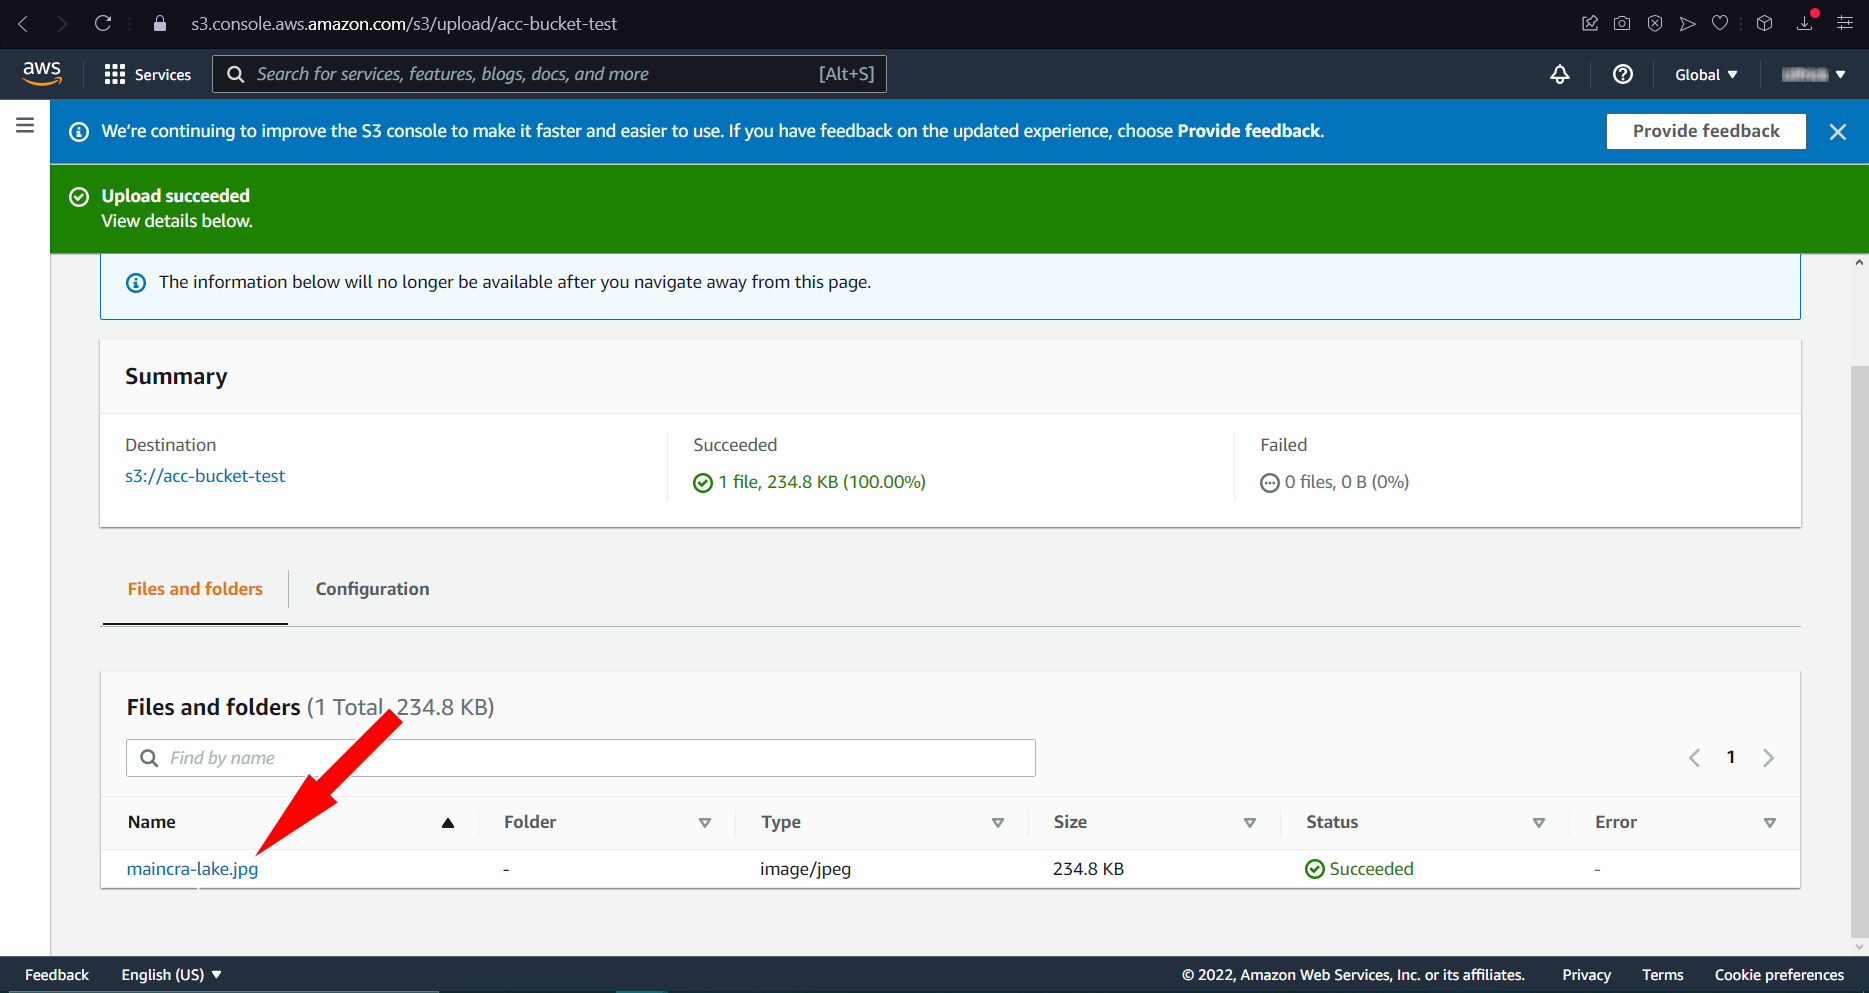 s3.console.aws.amazon.com/s3/upload/acc-bucket-test
aws
Services
Search for services, features, blogs, docs, and more
[Alt+S]
Global
We're continuing to improve the S3 console to make it faster and easier to use. If you have feedback on the updated experience, choose Provide feedback.
Provide feedback
Upload succeeded
View details below.
The information below will no longer be available after you navigate away from this page.
Summary
Destination
s3://acc-bucket-test
Succeeded
1 file, 234.8 KB (100.00%)
Failed
0 files, 0 B (0%)
Files and folders
Configuration
Files and folders (1 Total, 234.8 KB)
Find by name
1
Name Folder Type Size Status Error
maincra-lake.jpg - image/jpeg 234.8 KB Succeeded -
Feedback English (US) © 2022, Amazon Web Services, Inc. or its affiliates. Privacy Terms Cookie preferences